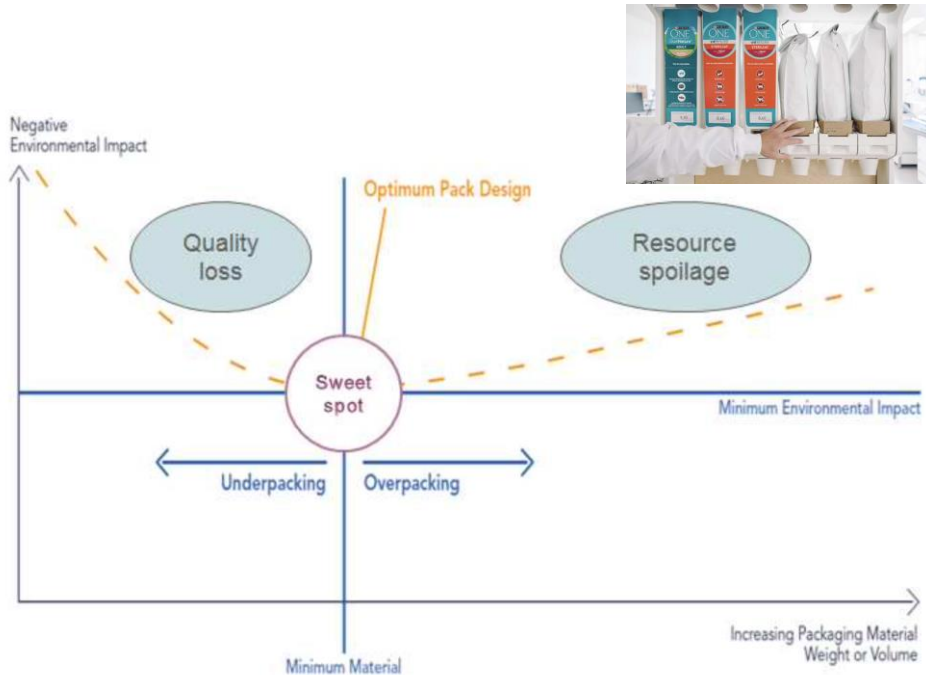 Negative
Environmental Impact
Optimum Pack Design
Quality
loss
Resource
spoilage
Sweet
spot
Minimum Environmental Impact
Underpacking
Overpacking
Increasing Packaging Material
Weight or Volume
Minimum Material
ONE
ONE
ONE